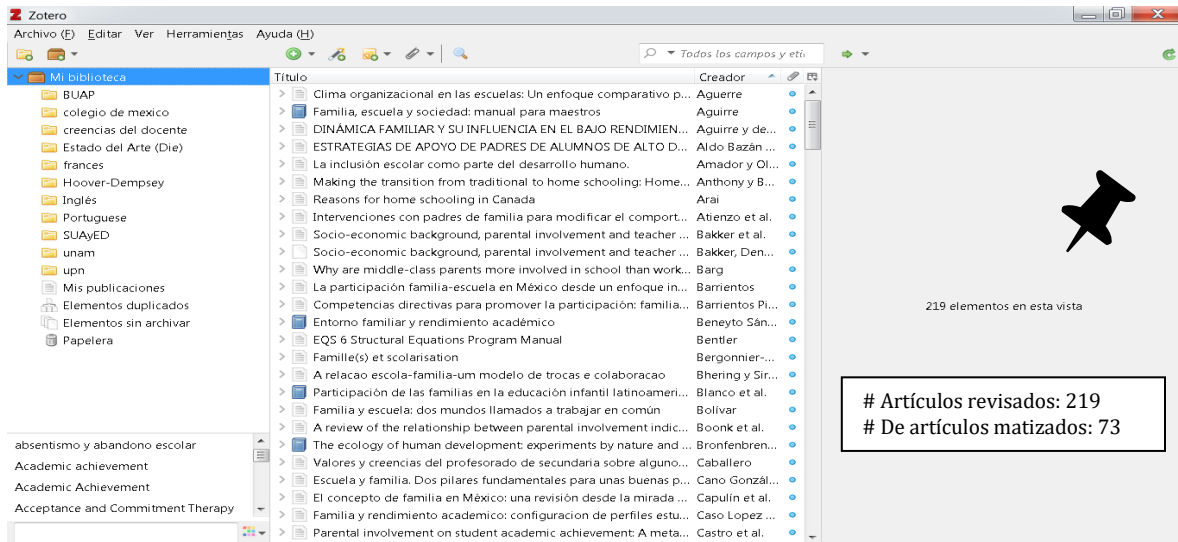 Zotero
Archivo (F) Editar Ver Herramientas Ayuda (H)
Todos los campos y eti
Mi biblioteca
BUAP
colegio de mexico
creencias del docente
Estado del Arte (Die)
frances
Hoover-Dempsey
Inglés
Portuguese
SUAyED
unam
upn
Mis publicaciones
Elementos duplicados
Elementos sin archivar
Papelera
absentismo y abandono escolar
Academic achievement
Academic Achievement
Acceptance and Commitment Therapy
Título Creador
Clima organizacional en las escuelas: Un enfoque comparativo p... Aguerre
Familia, escuela y sociedad: manual para maestros Aguirre
DINÁMICA FAMILIAR Y SU INFLUENCIA EN EL BAJO RENDIMIEN... Aguirre y de...
ESTRATEGIAS DE APOYO DE PADRES DE ALUMNOS DE ALTO D... Aldo Bazán ...
La inclusión escolar como parte del desarrollo humano. Amador y Ol...
Making the transition from traditional to home schooling: Home... Anthony y B...
Reasons for home schooling in Canada Arai
Intervenciones con padres de familia para modificar el comport... Atienzo et al.
Socio-economic background, parental involvement and teacher ... Bakker et al.
Socio-economic background, parental involvement and teacher ... Bakker, Den...
Why are middle-class parents more involved in school than work... Barg
La participación familia-escuela en México desde un enfoque in... Barrientos
Competencias directivas para promover la participación: familia... Barrientos Pi...
Entorno familiar y rendimiento académico Beneyto Sán...
EQS 6 Structural Equations Program Manual Bentler
Famille(s) et scolarisation Bergonnier-...
A relacao escola-familia-um modelo de trocas e colaboracao Bhering y Sir...
Participación de las familias en la educación infantil latinoameri... Blanco et al.
Familia y escuela: dos mundos llamados a trabajar en común Bolívar
A review of the relationship between parental involvement indic... Boonk et al.
The ecology of human development: experiments by nature and ... Bronfenbren...
Valores y creencias del profesorado de secundaria sobre alguno... Caballero
Escuela y familia. Dos pilares fundamentales para unas buenas p... Cano Gonzál...
El concepto de familia en México: una revisión desde la mirada ... Capulín et al.
Familia y rendimiento academico: configuracion de perfiles estu... Caso Lopez ...
Parental involvement on student academic achievement: A meta... Castro et al.
219 elementos en esta vista
# Artículos revisados: 219
# De artículos matizados: 73